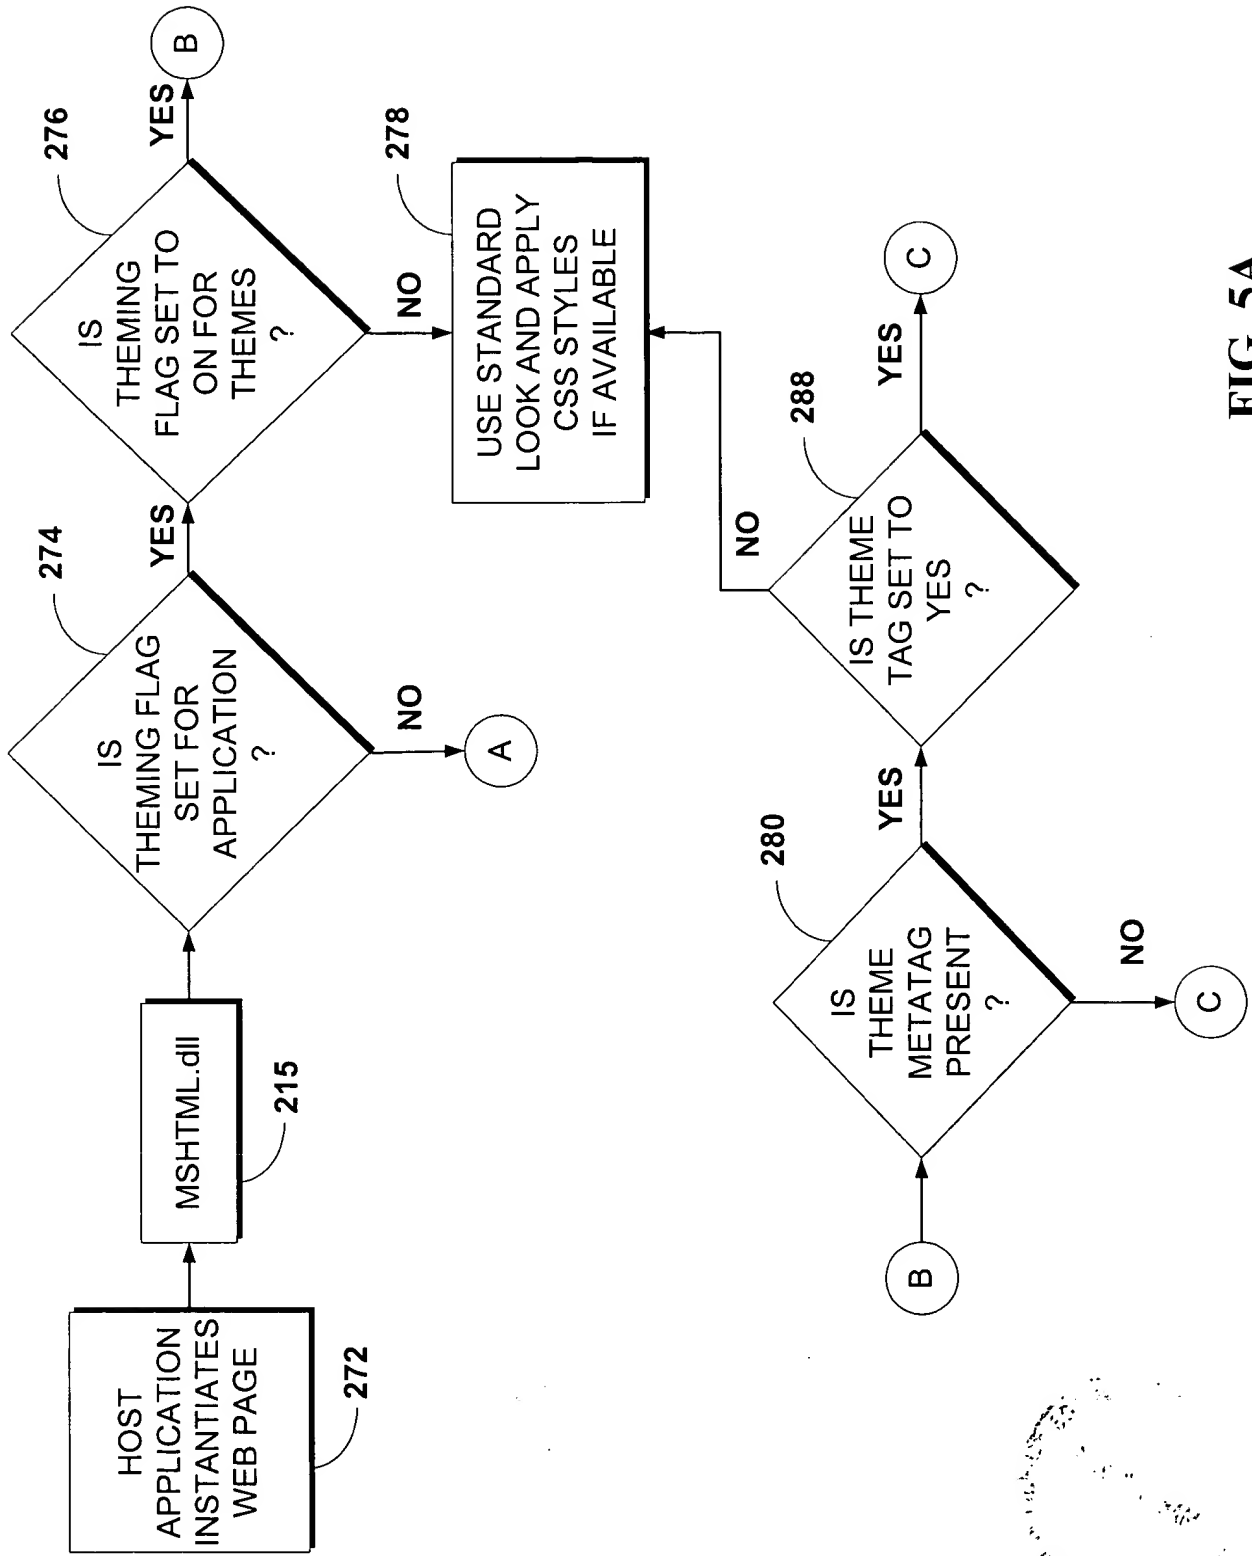 HOST
APPLICATION
INSTANTIATES
WEB PAGE
272
MSHTML.dll
215
IS
THEMING FLAG
SET FOR
APPLICATION
?
274
YES
NO
A
IS
THEMING
FLAG SET TO
ON FOR
THEMES
?
276
YES
B
NO
USE STANDARD
LOOK AND APPLY
CSS STYLES
IF AVAILABLE
278
B
IS
THEME
METATAG
PRESENT
?
280
YES
NO
C
IS THEME
TAG SET TO
YES
?
288
NO
YES
C
FIG. 5A